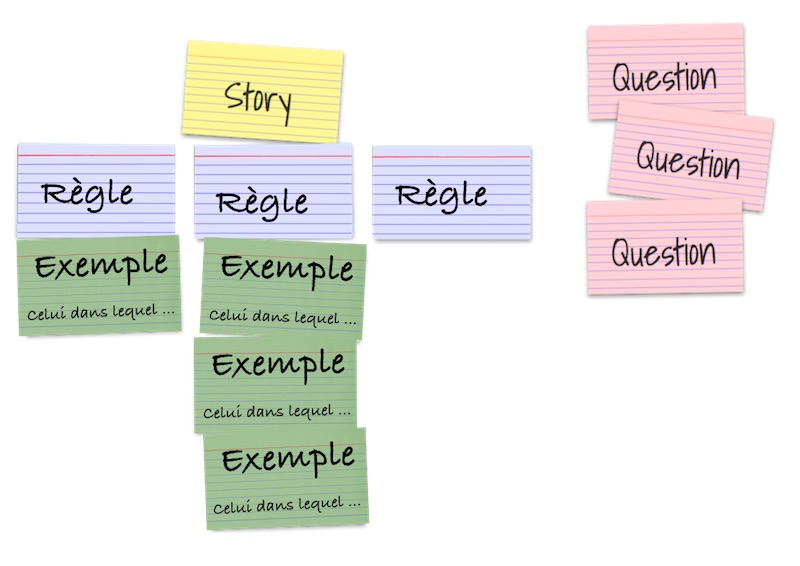 Story
Règle
Règle
Règle
Exemple
Celui dans lequel ...
Exemple
Celui dans lequel ...
Exemple
Celui dans lequel ...
Exemple
Celui dans lequel ...
Question
Question
Question